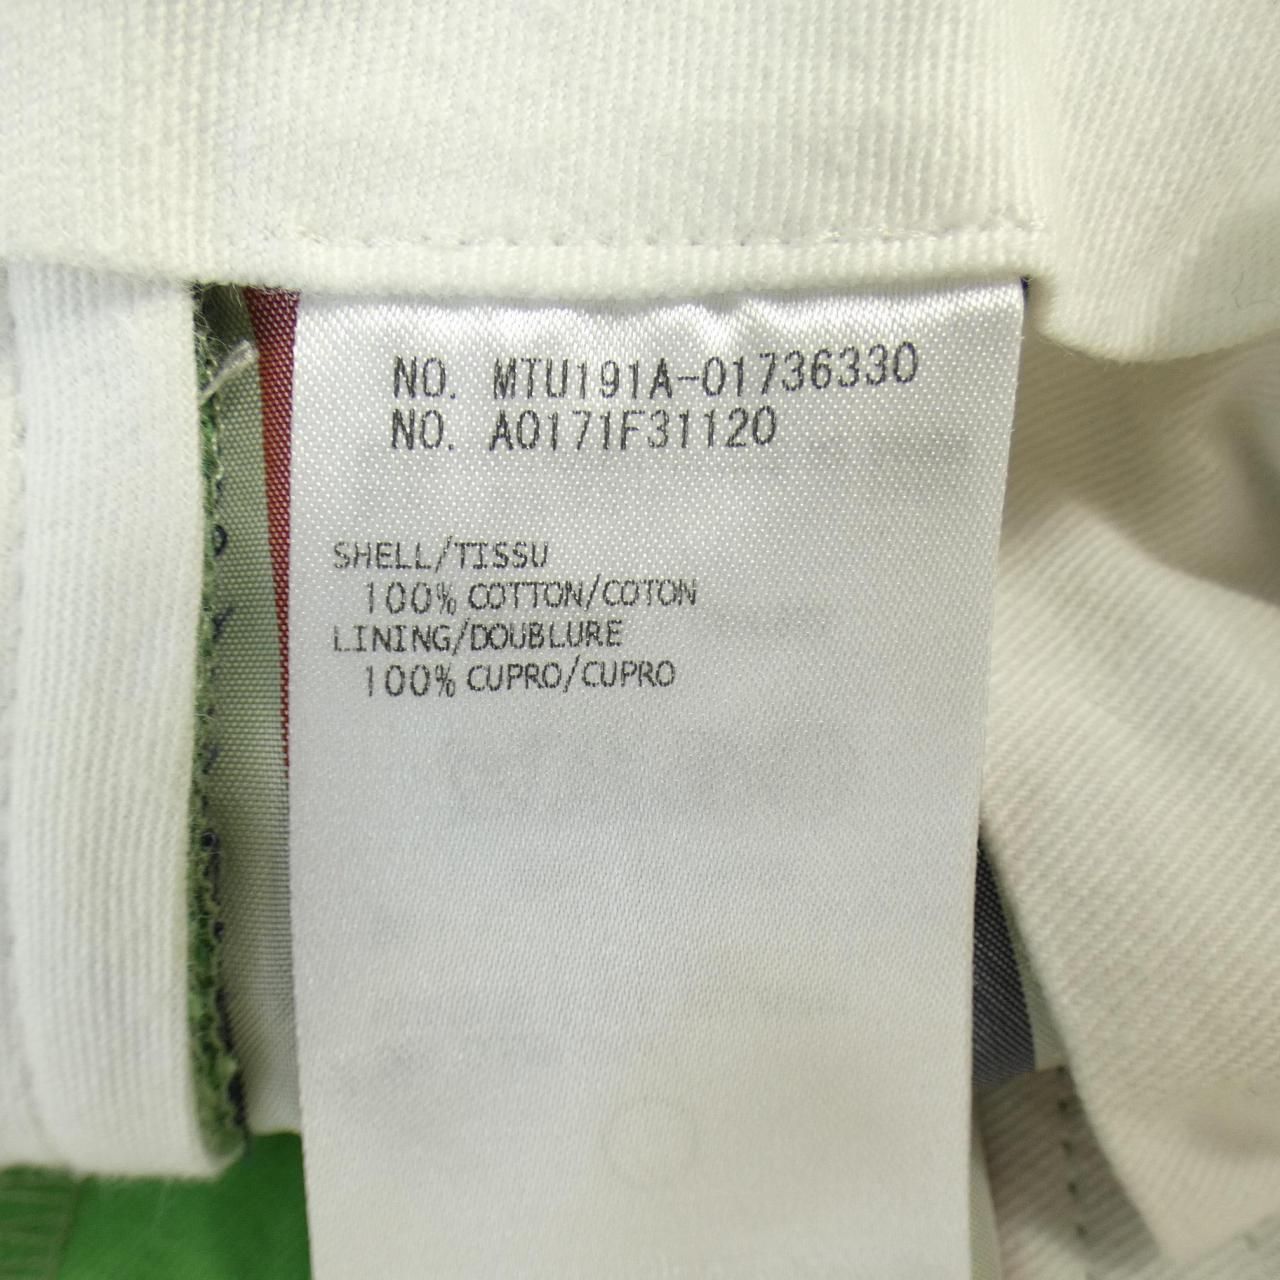 NO. MTU191A-01736330
NO. A0171F31120
SHELL/TISSU
100% COTTON/COTON
LINING/DOUBLURE
100% CUPRO/CUPRO